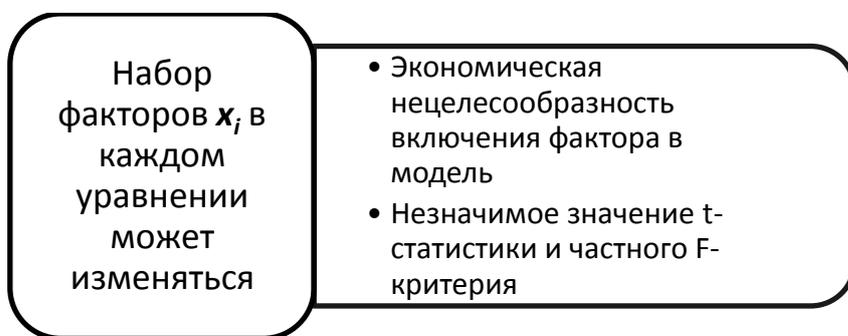 Набор
факторов xi в
каждом
уравнении
может
изменяться
• Экономическая
нецелесообразность
включения фактора в
модель
• Незначимое значение t-
статистики и частного F-
критерия